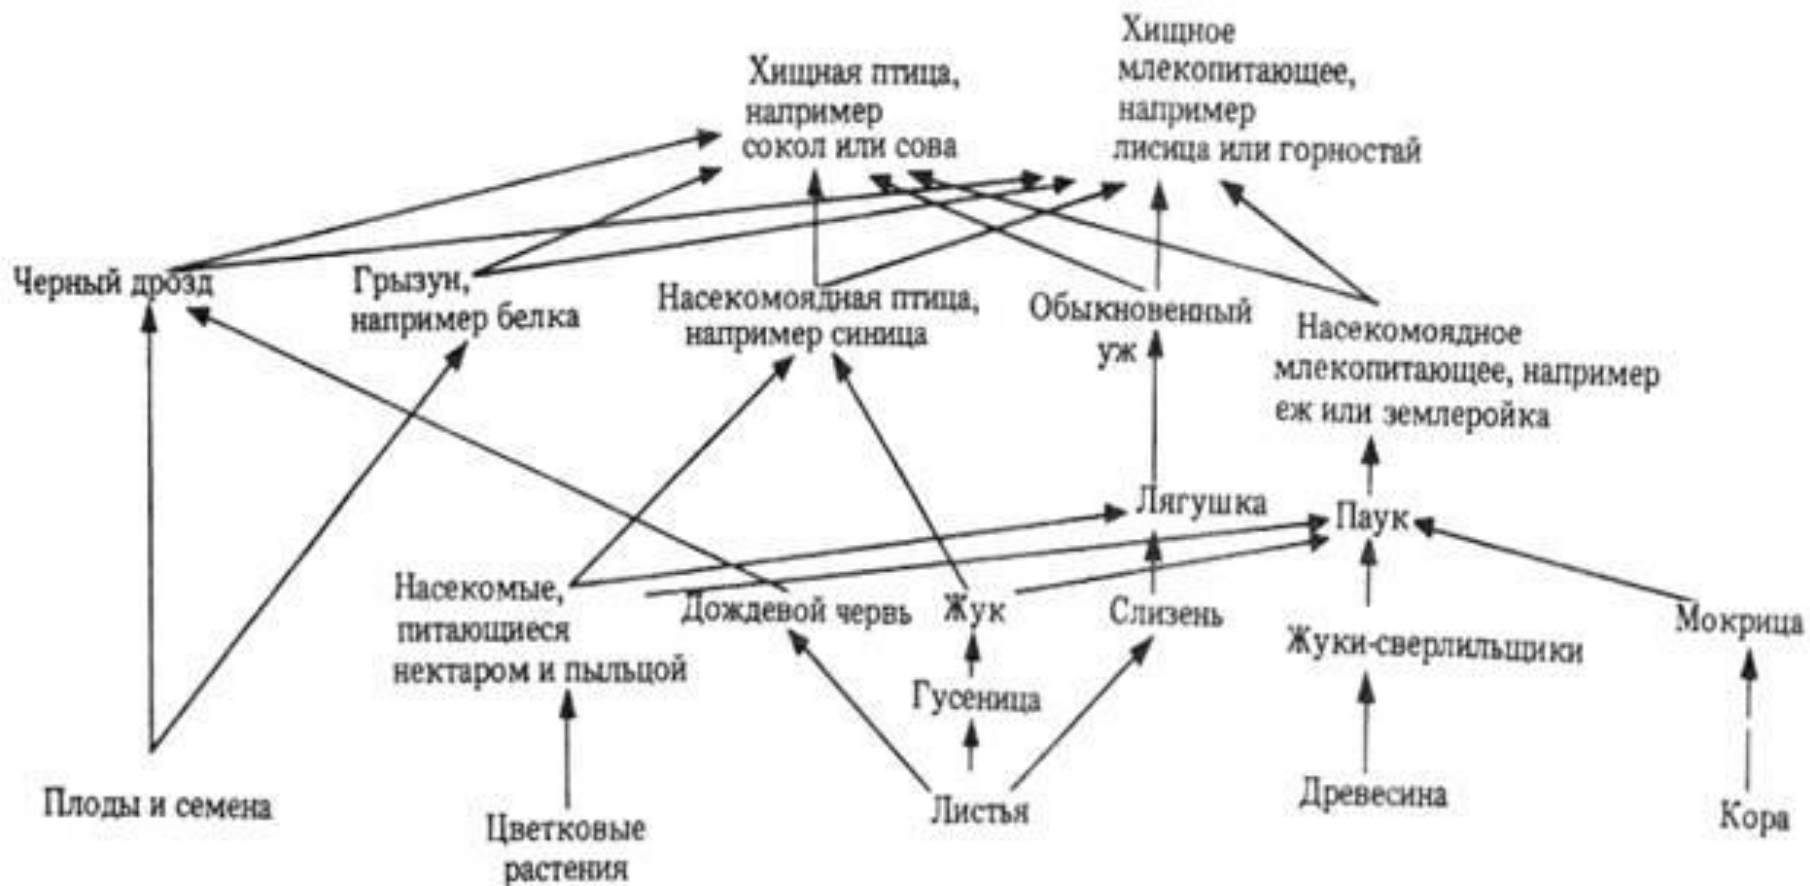 Хищная птица,
например
сокол или сова
Хищное
млекопитающее,
например
лисица или горностай
Черный дрозд
Грызун,
например белка
Насекомоядная птица,
например синица
Обыкновенный
уж
Насекомоядное
млекопитающее, например
еж или землеройка
Лягушка
Паук
Насекомые,
питающиеся
нектаром и пыльцой
Дождевой червь
Жук
Слизень
Жуки-сверлильщики
Мокрица
Гусеница
Плоды и семена
Цветковые
растения
Листья
Древесина
Кора